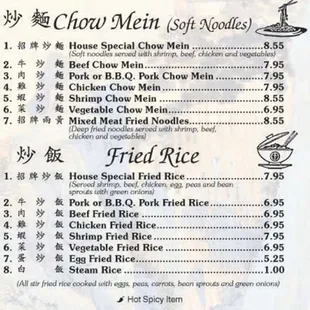 炒 麵 Chow Mein (Soft Noodles)
1. 招 牌 炒 麵 House Special Chow Mein 8.55
(Soft noodles served with shrimp, beef, chicken and vegetables)
2. 牛 炒 麵 Beef Chow Mein 7.95
3. 肉 炒 麵 Pork or B.B.Q. Pork Chow Mein 7.95
4. 雞 炒 麵 Chicken Chow Mein 7.95
5. 蝦 炒 麵 Shrimp Chow Mein 8.55
6. 菜 炒 麵 Vegetable Chow Mein 6.95
7. 招 牌 兩 黃 Mixed Meat Fried Noodles 8.55
(Deep fried noodles served with shrimp, beef,
chicken and vegetables)
炒 飯 Fried Rice
1. 招 牌 炒 飯 House Special Fried Rice 7.95
(Served shrimp, beef, chicken, egg, peas and bean
sprouts with green onions)
2. 牛 炒 飯 Pork or B.B.Q. Pork Fried Rice 6.95
3. 肉 炒 飯 Beef Fried Rice 6.95
4. 雞 炒 飯 Chicken Fried Rice 6.95
5. 蝦 炒 飯 Shrimp Fried Rice 7.95
6. 菜 炒 飯 Vegetable Fried Rice 6.95
7. 蛋 炒 飯 Egg Fried Rice 5.25
8. 白 飯 Steam Rice 1.00
(All stir fried rice cooked with eggs, peas, carrots, bean sprouts and green onions)
Hot Spicy Item